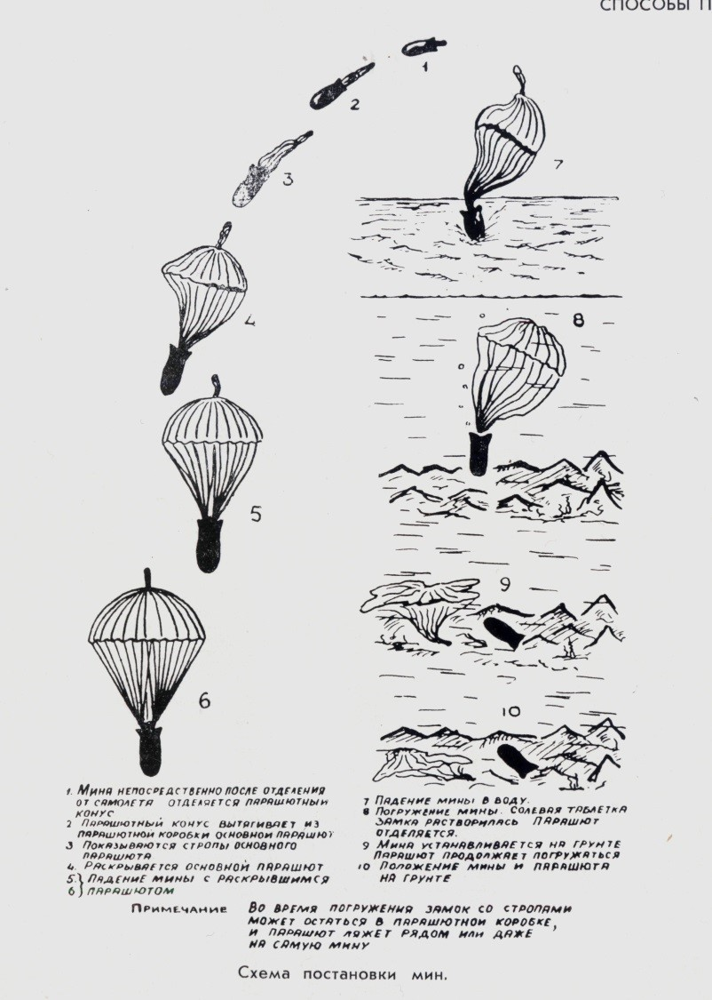 СПОСОБЫ П
1
2
3
4
5
6
7
8
9
10
1. МИНА НЕПОСРЕДСТВЕННО ПОСЛЕ ОТДЕЛЕНИЯ
ОТ САМОЛЕТА ОТДЕЛЯЕТСЯ ПАРАШЮТНЫЙ
КОНУС
2 ПАРАШЮТНЫЙ КОНУС ВЫТЯГИВАЕТ ИЗ
ПАРАШЮТНОЙ КОРОБКИ ОСНОВНОЙ ПАРАШЮТ
3 ПОКАЗЫВАЮТСЯ СТРОПЫ ОСНОВНОГО
ПАРАШЮТА
4. РАСКРЫВАЕТСЯ ОСНОВНОЙ ПАРАШЮТ
5.} ПАДЕНИЕ МИНЫ С РАСКРЫВШИМСЯ
6} ПАРАШЮТОМ
7 ПАДЕНИЕ МИНЫ В ВОДУ.
8 ПОГРУЖЕНИЕ МИНЫ. СОЛЕВАЯ ТАБЛЕТКА
ЗАМКА РАСТВОРИЛАСЬ ПАРАШЮТ
ОТДЕЛЯЕТСЯ.
9 МИНА УСТАНАВЛИВАЕТСЯ НА ГРУНТЕ
ПАРАШЮТ ПРОДОЛЖАЕТ ПОГРУЖАТЬСЯ
10 ПОЛОЖЕНИЕ МИНЫ И ПАРАШЮТА
НА ГРУНТЕ
ПРИМЕЧАНИЕ ВО ВРЕМЯ ПОГРУЖЕНИЯ ЗАМОК СО СТРОПАМИ
МОЖЕТ ОСТАТЬСЯ В ПАРАШЮТНОЙ КОРОБКЕ,
И ПАРАШЮТ ЛЯЖЕТ РЯДОМ ИЛИ ДАЖЕ
НА САМУЮ МИНУ
Схема постановки мин.